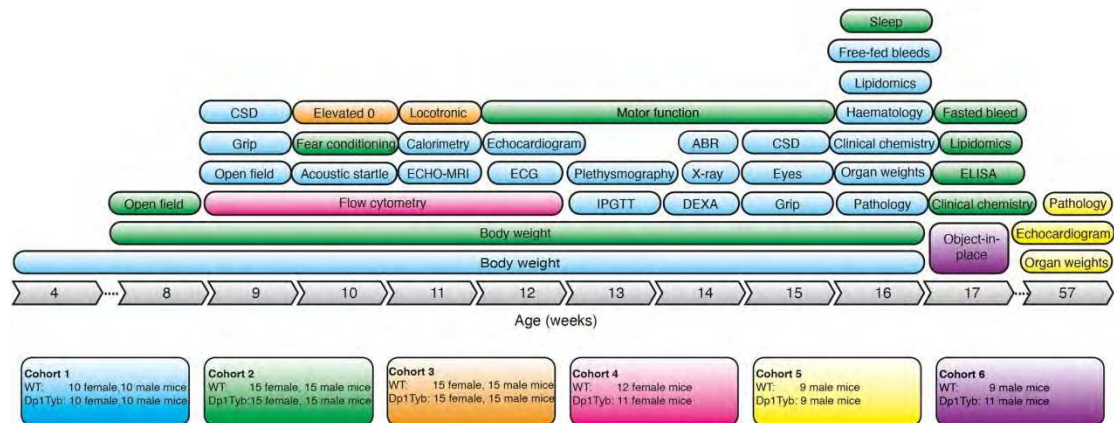 Sleep
Free-fed bleeds
Lipidomics
CSD Elevated 0 Locotronic Motor function Haematology Fasted bleed
Grip Fear conditioning Calorimetry Echocardiogram ABR CSD Clinical chemistry Lipidomics
Open field Acoustic startle ECHO-MRI ECG Plethysmography X-ray Eyes Organ weights ELISA
Open field Flow cytometry IPGTT DEXA Grip Pathology Clinical chemistry Pathology
Body weight Object-in- Echocardiogram
place
Body weight Organ weights
4 8 9 10 11 12 13 14 15 16 17 57
Age (weeks)
Cohort 1
WT: 10 female,10 male mice
Dp1Tyb: 10 female,10 male mice
Cohort 2
WT: 15 female, 15 male mice
Dp1Tyb: 15 female, 15 male mice
Cohort 3
WT: 15 female, 15 male mice
Dp1Tyb: 15 female, 15 male mice
Cohort 4
WT: 12 female mice
Dp1Tyb: 11 female mice
Cohort 5
WT: 9 male mice
Dp1Tyb: 9 male mice
Cohort 6
WT: 9 male mice
Dp1Tyb: 11 male mice